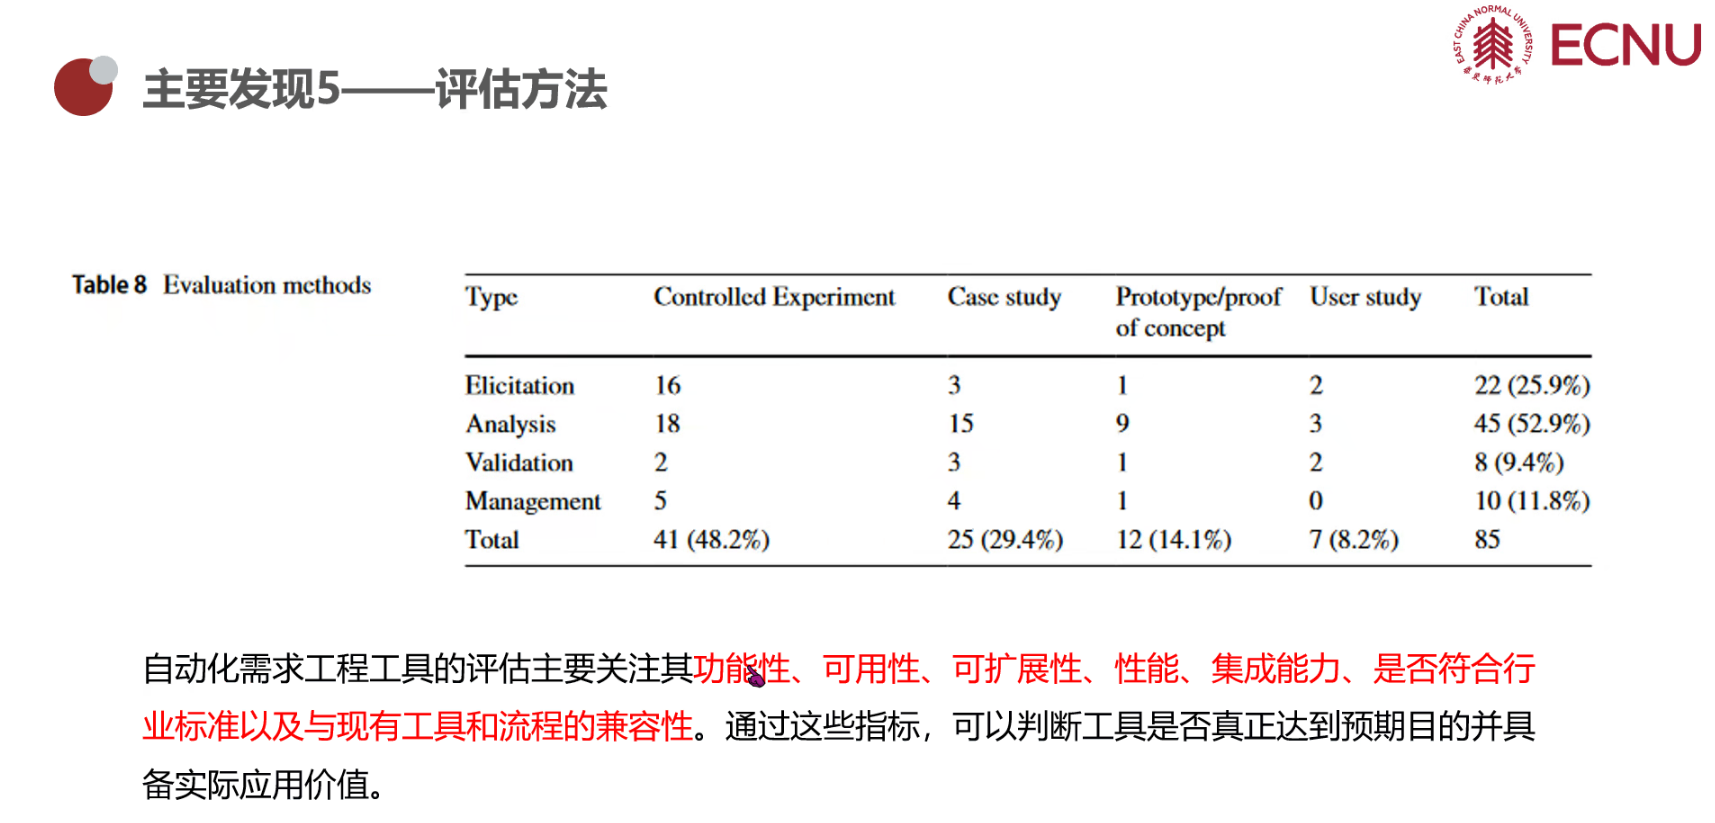 EAST CHINA NORMAL UNIVERSITY
华东师范大学
ECNU
主要发现5——评估方法
Table 8 Evaluation methods
Type Controlled Experiment Case study Prototype/proof of concept User study Total
Elicitation 16 3 1 2 22 (25.9%)
Analysis 18 15 9 3 45 (52.9%)
Validation 2 3 1 2 8 (9.4%)
Management 5 4 1 0 10 (11.8%)
Total 41 (48.2%) 25 (29.4%) 12 (14.1%) 7 (8.2%) 85
自动化需求工程工具的评估主要关注其功能性、可用性、可扩展性、性能、集成能力、是否符合行
业标准以及与现有工具和流程的兼容性。通过这些指标，可以判断工具是否真正达到预期目的并具
备实际应用价值。